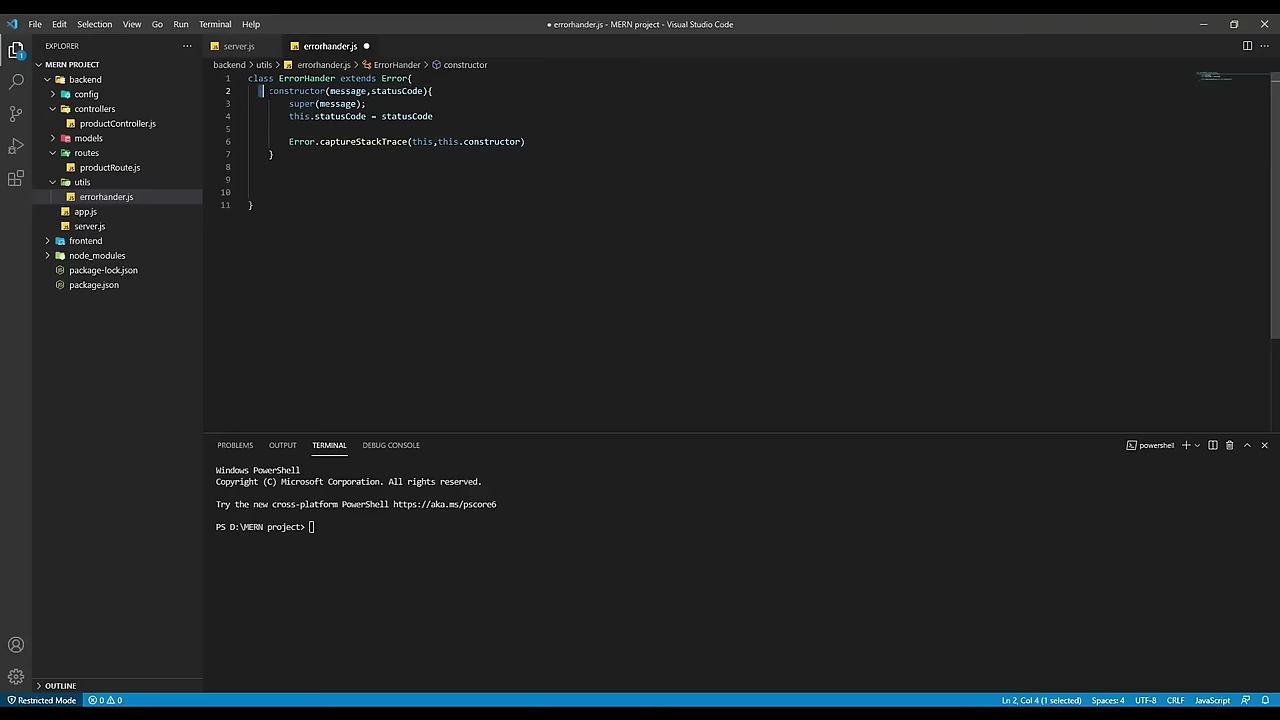 File Edit Selection View Go Run Terminal Help
● errorhander.js - MERN project - Visual Studio Code
EXPLORER
MERN PROJECT
backend
config
controllers
productController.js
models
routes
productRoute.js
utils
errorhander.js
app.js
server.js
frontend
node_modules
package-lock.json
package.json
OUTLINE
server.js errorhander.js
backend > utils > errorhander.js > ErrorHander > constructor
1 class ErrorHander extends Error{
2 constructor(message,statusCode){
3 super(message);
4 this.statusCode = statusCode
5
6 Error.captureStackTrace(this,this.constructor)
7 }
8
9
10
11 }
PROBLEMS OUTPUT TERMINAL DEBUG CONSOLE
powershell
Windows PowerShell
Copyright (C) Microsoft Corporation. All rights reserved.
Try the new cross-platform PowerShell https://aka.ms/pscore6
PS D:\MERN project>
1
Restricted Mode 0 0 Ln 2, Col 4 (1 selected) Spaces: 4 UTF-8 CRLF JavaScript